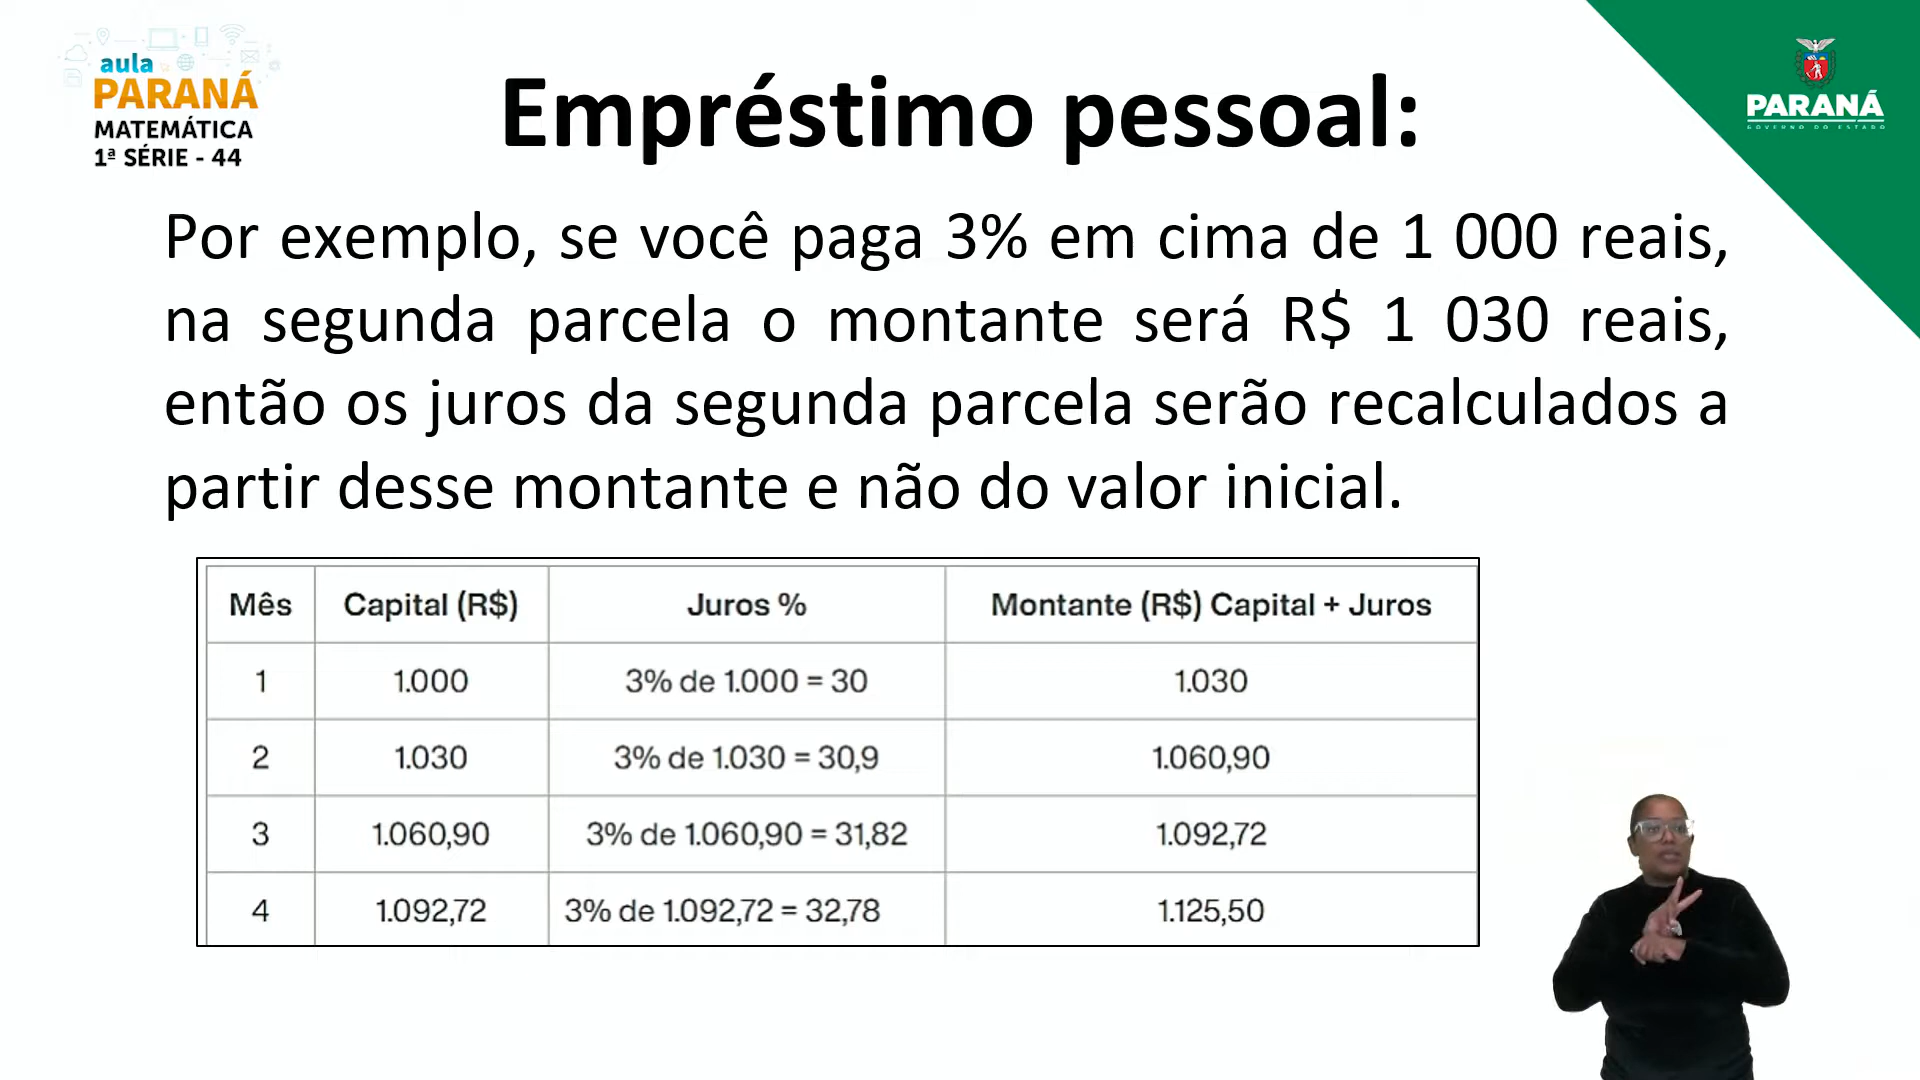 aula
PARANÁ
MATEMÁTICA
1ª SÉRIE - 44
Empréstimo pessoal:
PARANÁ
GOVERNO DO ESTADO
Por exemplo, se você paga 3% em cima de 1 000 reais,
na segunda parcela o montante será R$ 1 030 reais,
então os juros da segunda parcela serão recalculados a
partir desse montante e não do valor inicial.
Mês Capital (R$) Juros % Montante (R$) Capital + Juros
1 1.000 3% de 1.000 = 30 1.030
2 1.030 3% de 1.030 = 30,9 1.060,90
3 1.060,90 3% de 1.060,90 = 31,82 1.092,72
4 1.092,72 3% de 1.092,72 = 32,78 1.125,50